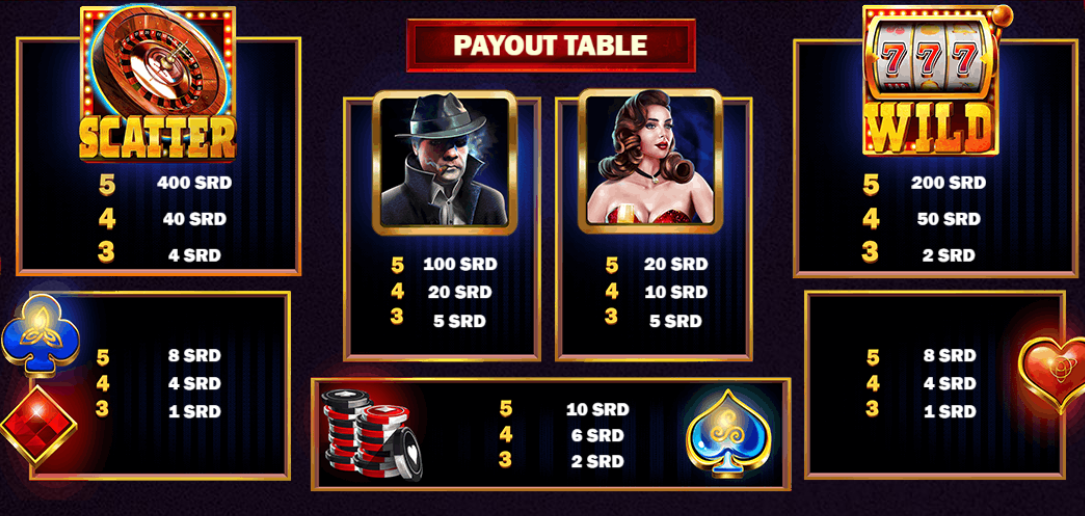 PAYOUT TABLE
SCATTER
5 400 SRD
4 40 SRD
3 4 SRD
5 100 SRD
4 20 SRD
3 5 SRD
5 20 SRD
4 10 SRD
3 5 SRD
777
WILD
5 200 SRD
4 50 SRD
3 2 SRD
5 8 SRD
4 4 SRD
3 1 SRD
5 10 SRD
4 6 SRD
3 2 SRD
5 8 SRD
4 4 SRD
3 1 SRD